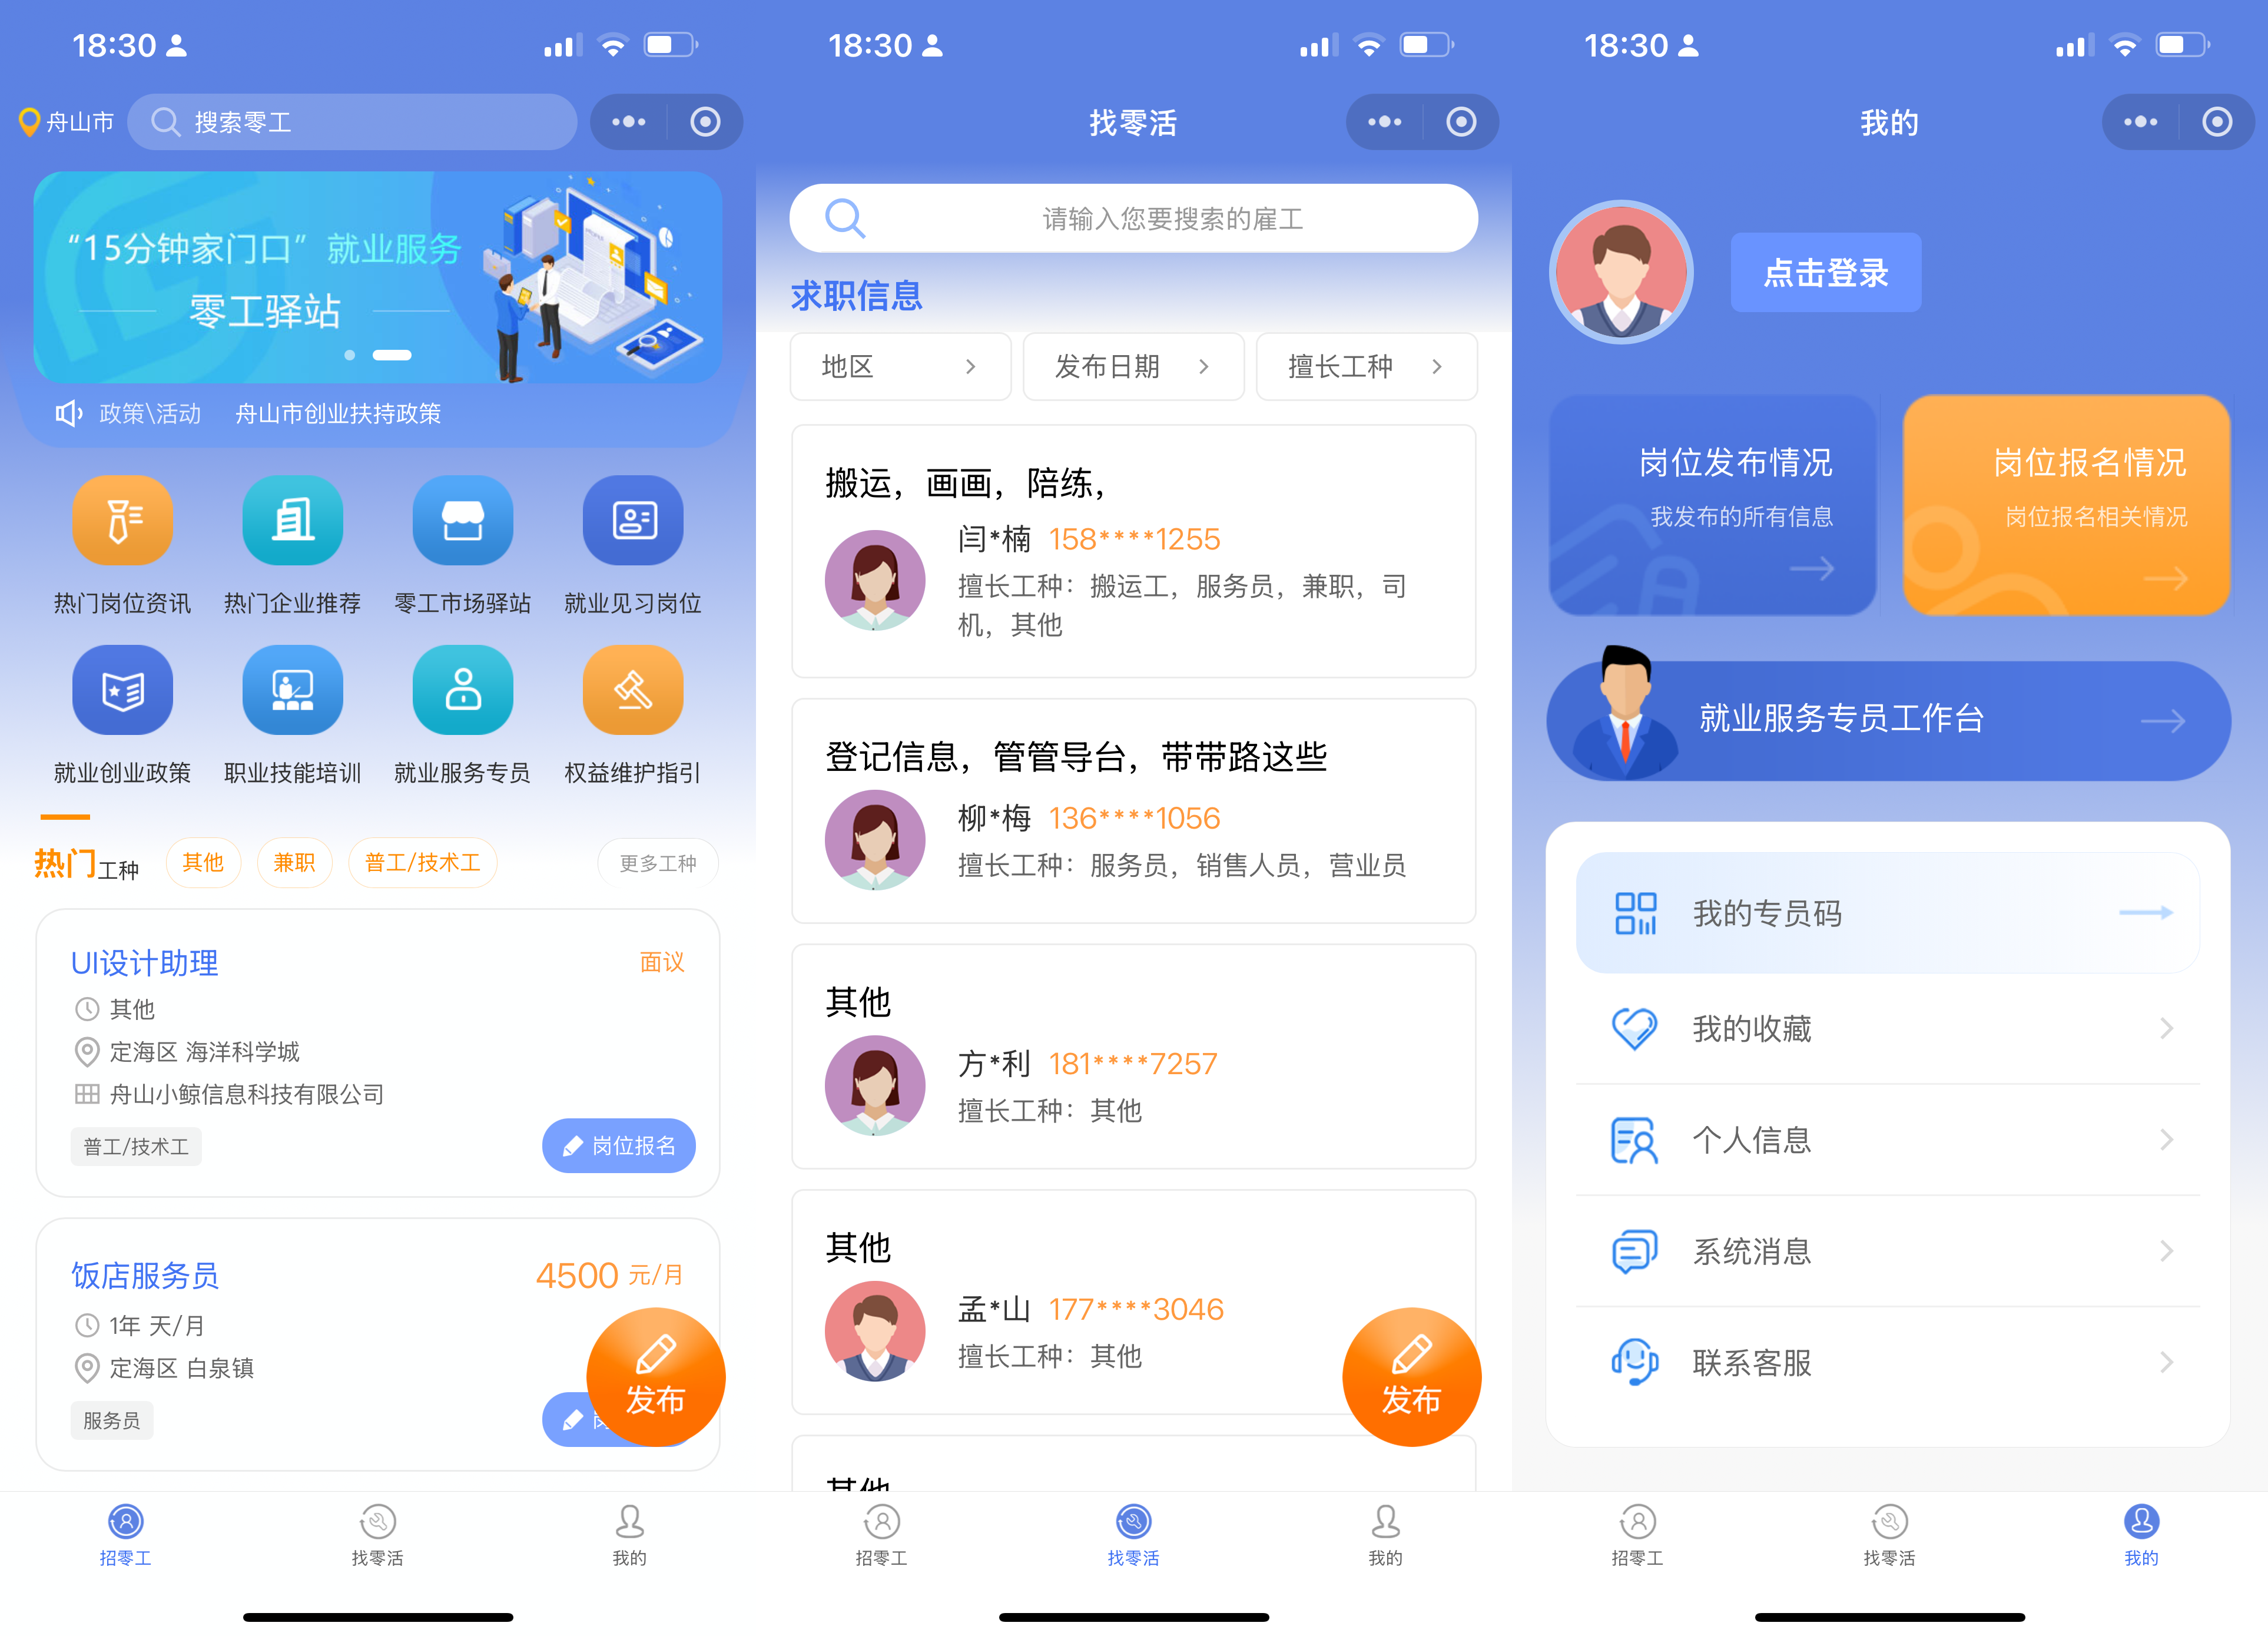 18:30
舟山市
搜索零工
“15分钟家门口”就业服务
零工驿站
政策\活动 舟山市创业扶持政策
热门岗位资讯 热门企业推荐 零工市场驿站 就业见习岗位
就业创业政策 职业技能培训 就业服务专员 权益维护指引
热门工种 其他 兼职 普工/技术工 更多工种
UI设计助理 面议
其他
定海区 海洋科学城
舟山小鲸信息科技有限公司
普工/技术工 岗位报名
饭店服务员 4500 元/月
1年 天/月
定海区 白泉镇
服务员
发布
招零工 找零活 我的
18:30
找零活
请输入您要搜索的雇工
求职信息
地区 发布日期 擅长工种
搬运，画画，陪练，
闫*楠 158****1255
擅长工种：搬运工，服务员，兼职，司
机，其他
登记信息，管管导台，带带路这些
柳*梅 136****1056
擅长工种：服务员，销售人员，营业员
其他
方*利 181****7257
擅长工种：其他
其他
孟*山 177****3046
擅长工种：其他
发布
其他
招零工 找零活 我的
18:30
我的
点击登录
岗位发布情况
我发布的所有信息
岗位报名情况
岗位报名相关情况
就业服务专员工作台
我的专员码
我的收藏
个人信息
系统消息
联系客服
招零工 找零活 我的